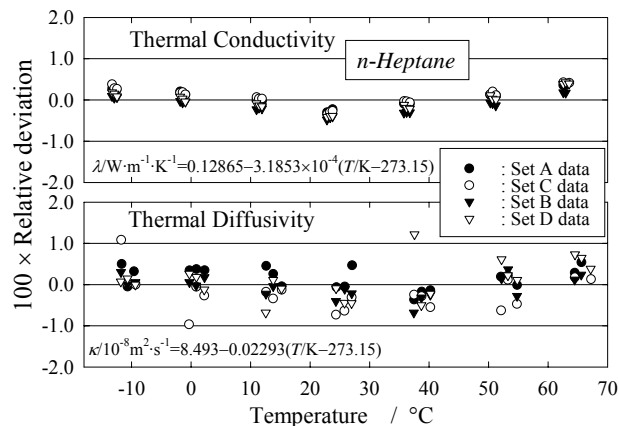 2.0
Thermal Conductivity
n-Heptane
1.0
0.0
-1.0
λ/W·m⁻¹·K⁻¹=0.12865–3.1853×10⁻⁴(T/K–273.15)
-2.0
: Set A data
: Set C data
: Set B data
: Set D data
100 × Relative deviation
2.0
Thermal Diffusivity
1.0
0.0
-1.0
κ/10⁻⁸m²·s⁻¹=8.493–0.02293(T/K–273.15)
-2.0
-10 0 10 20 30 40 50 60 70
Temperature / °C